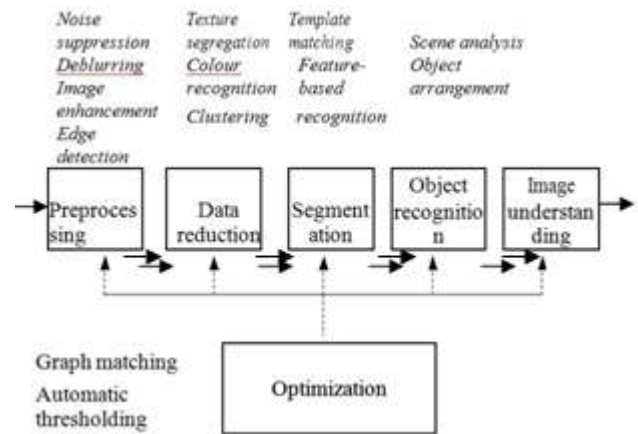 Noise
suppression
Deblurring
Image
enhancement
Edge
detection
Texture
segregation
Colour
recognition
Clustering
Template
matching
Feature-
based
recognition
Scene analysis
Object
arrangement
Preproces
sing
Data
reduction
Segment
ation
Object
recognitio
n
Image
understan
ding
Graph matching
Automatic
thresholding
Optimization